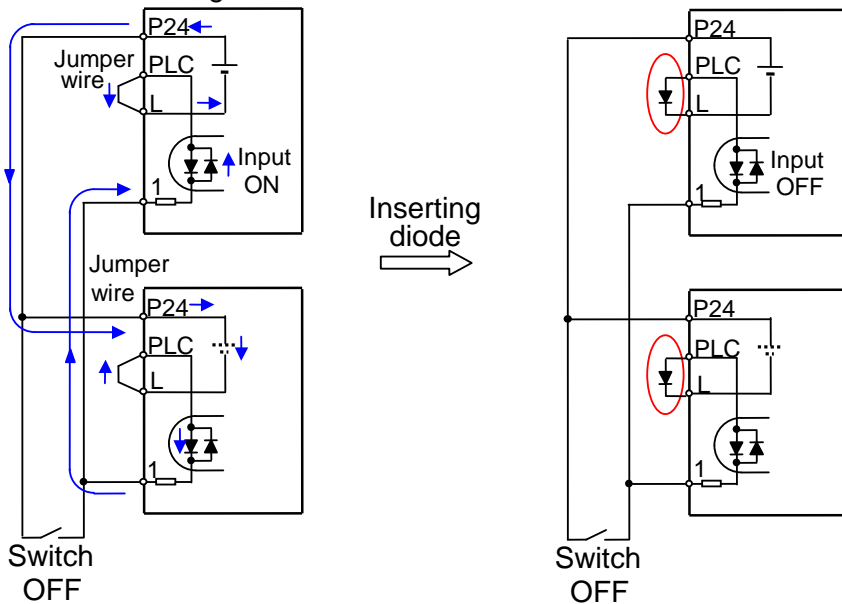 P24
Jumper
wire
PLC
L
Input
ON
1
Jumper
wire
P24
PLC
L
1
Switch
OFF
Inserting
diode
P24
PLC
L
Input
OFF
1
P24
PLC
L
1
Switch
OFF